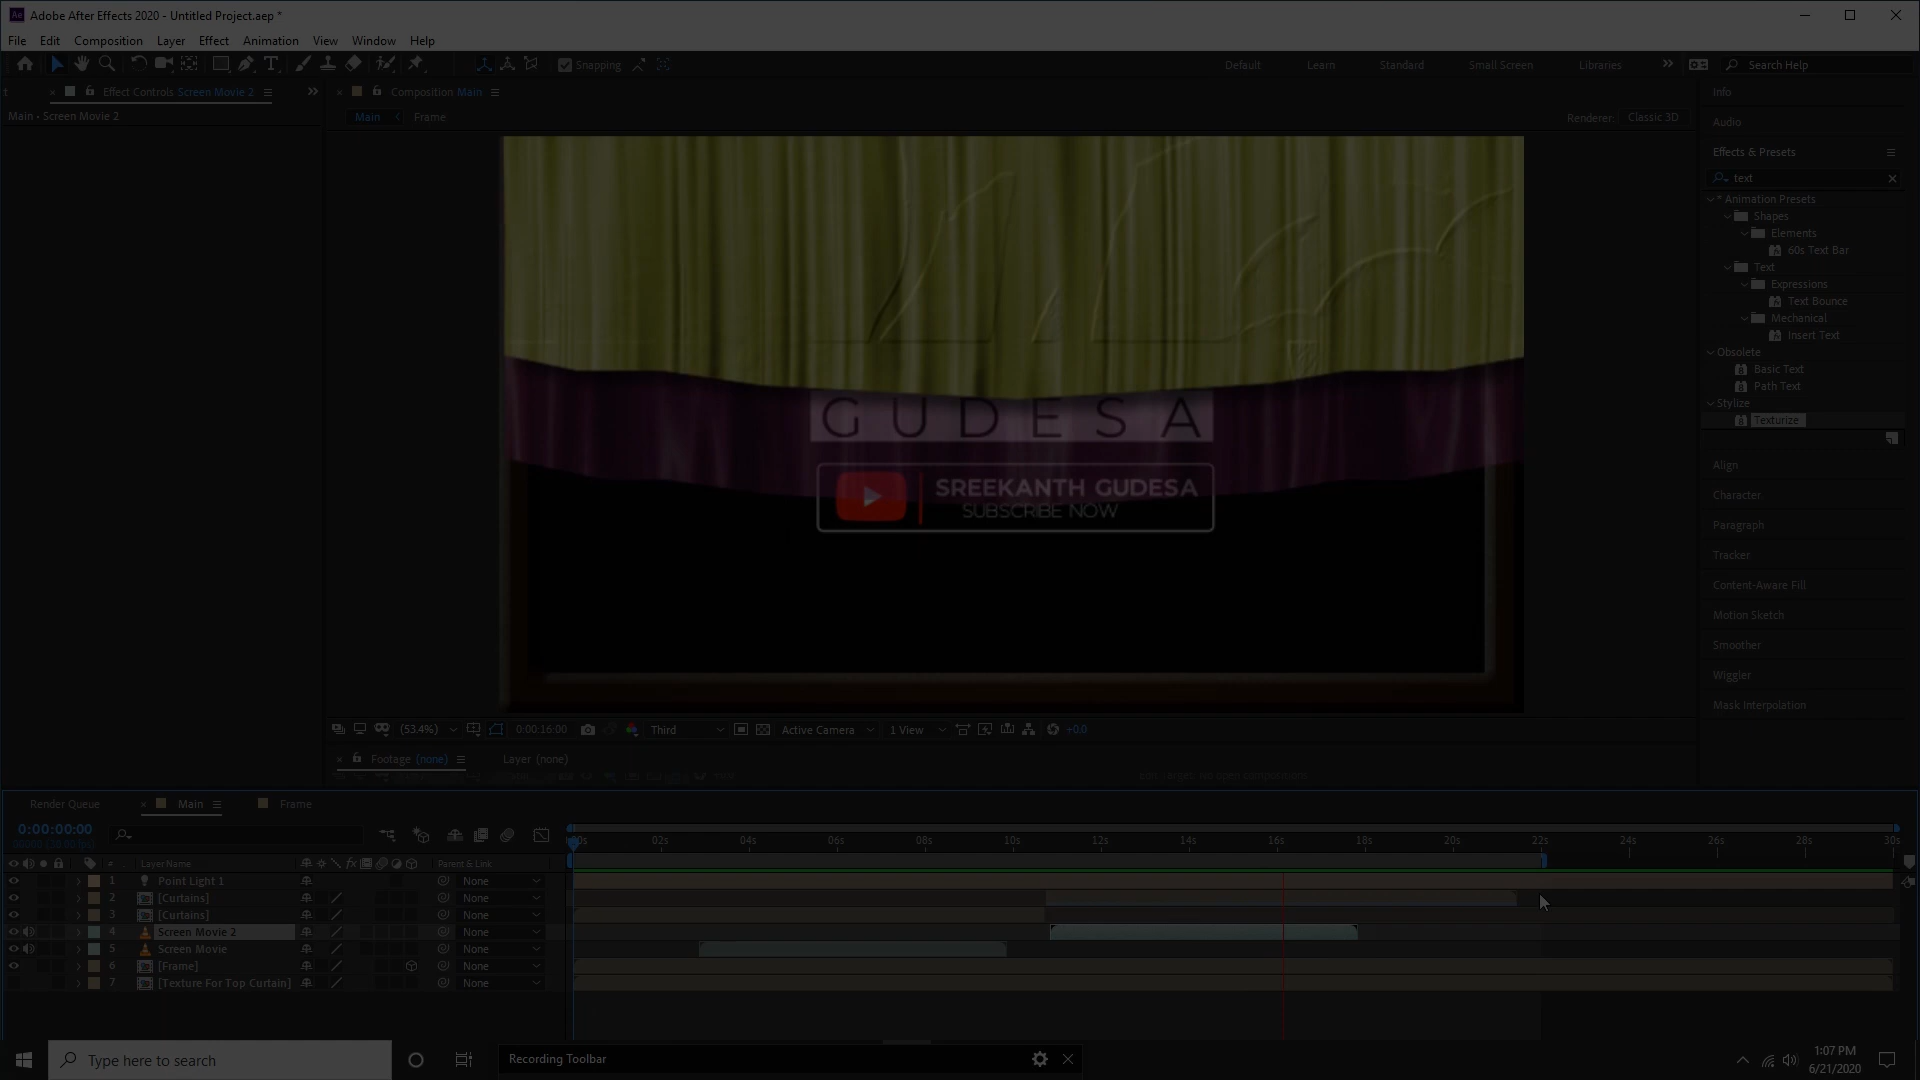 Adobe After Effects 2020 - Untitled Project.aep *
File Edit Composition Layer Effect Animation View Window Help
Snapping
Default Learn Standard Small Screen Libraries
Search Help
Effect Controls Screen Movie 2
Composition Main
Main • Screen Movie 2
Main Frame
Renderer: Classic 3D
Info
Audio
Effects & Presets
text
* Animation Presets
Shapes
Elements
60s Text Bar
Text
Expressions
Text Bounce
Mechanical
Insert Text
Obsolete
Basic Text
Path Text
Stylize
Texturize
Align
Character
Paragraph
Tracker
Content-Aware Fill
Motion Sketch
Smoother
Wiggler
Mask Interpolation
GUDESA
SREEKANTH GUDESA
SUBSCRIBE NOW
(53.4%) 0:00:16:00 Third Active Camera 1 View +0.0
Footage (none) Layer (none)
Render Queue Main Frame
0:00:00:00
:00s 02s 04s 06s 08s 10s 12s 14s 16s 18s 20s 22s 24s 26s 28s 30s
# Layer Name Parent & Link
1 Point Light 1 None
2 [Curtains] None
3 [Curtains] None
4 Screen Movie 2 None
5 Screen Movie None
6 [Frame] None
7 [Texture For Top Curtain] None
Type here to search
Recording Toolbar
1:07 PM
6/21/2020